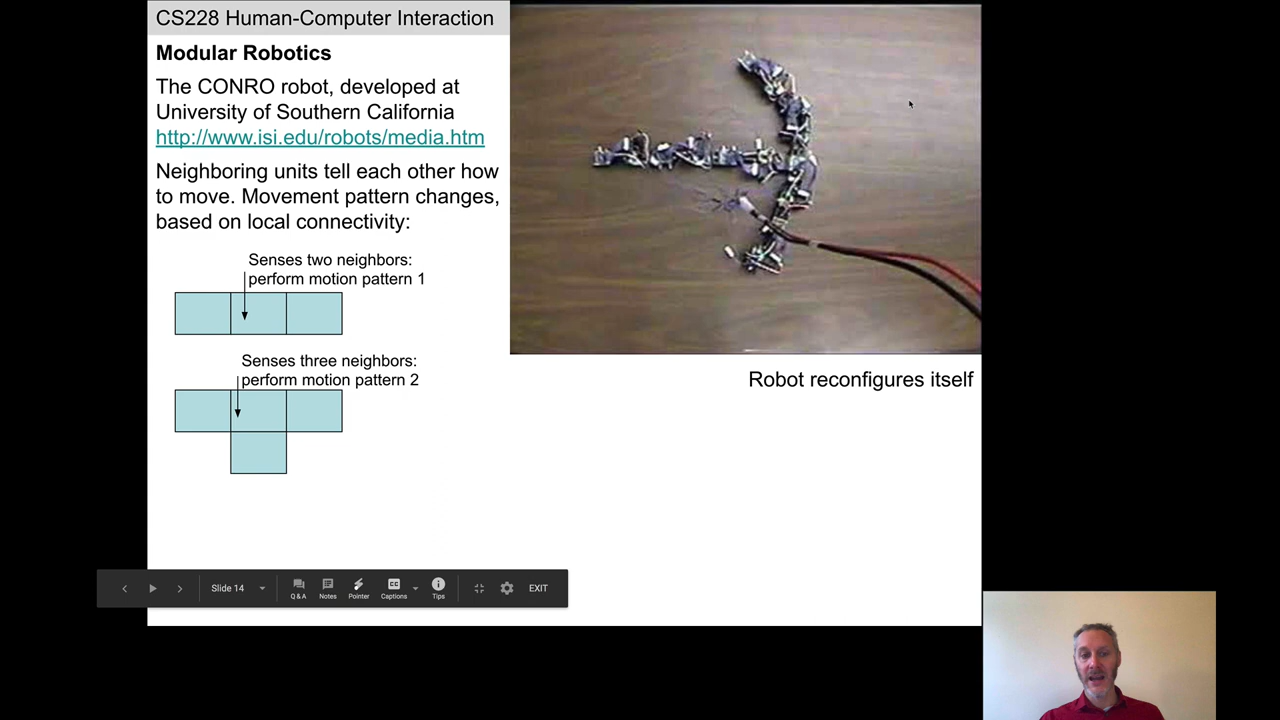 CS228 Human-Computer Interaction
Modular Robotics
The CONRO robot, developed at
University of Southern California
http://www.isi.edu/robots/media.htm
Neighboring units tell each other how
to move. Movement pattern changes,
based on local connectivity:
Senses two neighbors:
perform motion pattern 1
Senses three neighbors:
perform motion pattern 2
Robot reconfigures itself
Slide 14
Q & A
Notes
Pointer
CC
Captions
Tips
EXIT